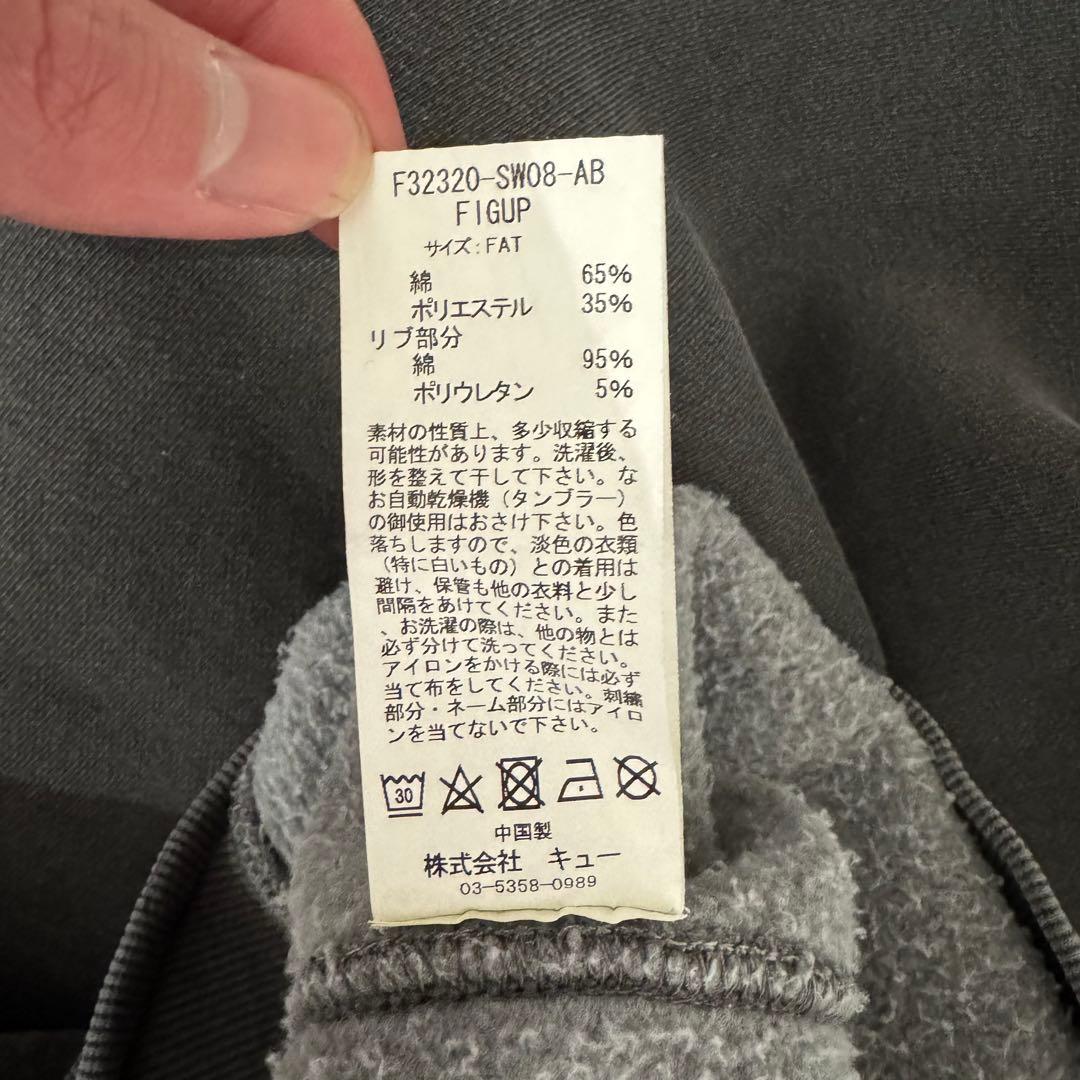 F32320-SW08-AB
FIGUP
サイズ:FAT
綿 65%
ポリエステル 35%
リブ部分
綿 95%
ポリウレタン 5%
素材の性質上、多少収縮する
可能性があります。洗濯後、
形を整えて干して下さい。な
お自動乾燥機（タンブラー）
の御使用はおさけ下さい。色
落ちしますので、淡色の衣類
（特に白いもの）との着用は
避け、保管も他の衣料と少し
間隔をあけてください。また
、お洗濯の際は、他の物とは
必ず分けて洗ってください。
アイロンをかける際には必ず
当て布をしてください。刺繍
部分・ネーム部分にはアイロ
ンを当てないで下さい。
30
中国製
株式会社 キュー
03-5358-0989